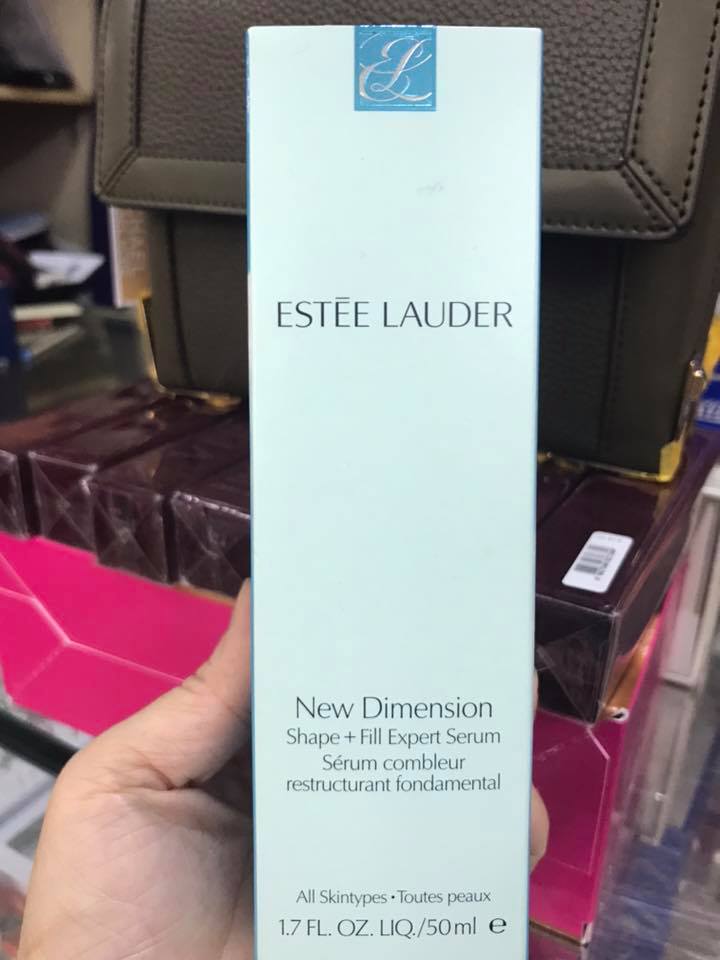 EL
ESTĒE LAUDER
New Dimension
Shape + Fill Expert Serum
Sérum combleur
restructurant fondamental
All Skintypes • Toutes peaux
1.7 FL. OZ. LIQ./50 ml e